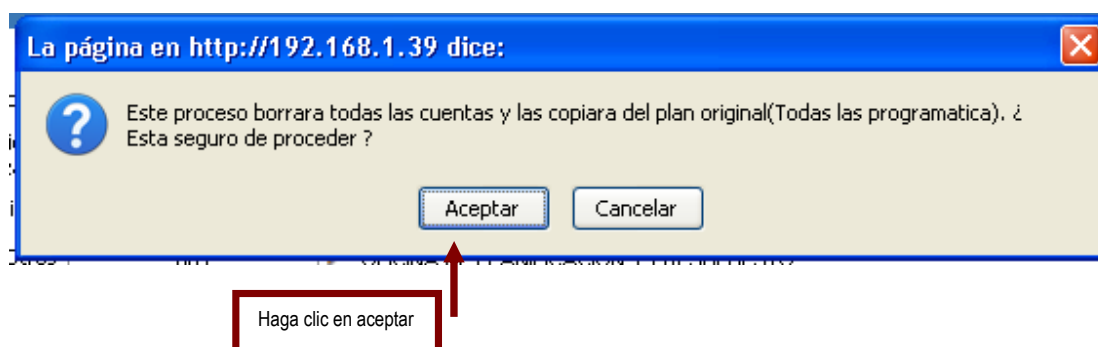 La página en http://192.168.1.39 dice:
Este proceso borrara todas las cuentas y las copiara del plan original(Todas las programatica). ¿
Esta seguro de proceder ?
Aceptar
Cancelar
Haga clic en aceptar